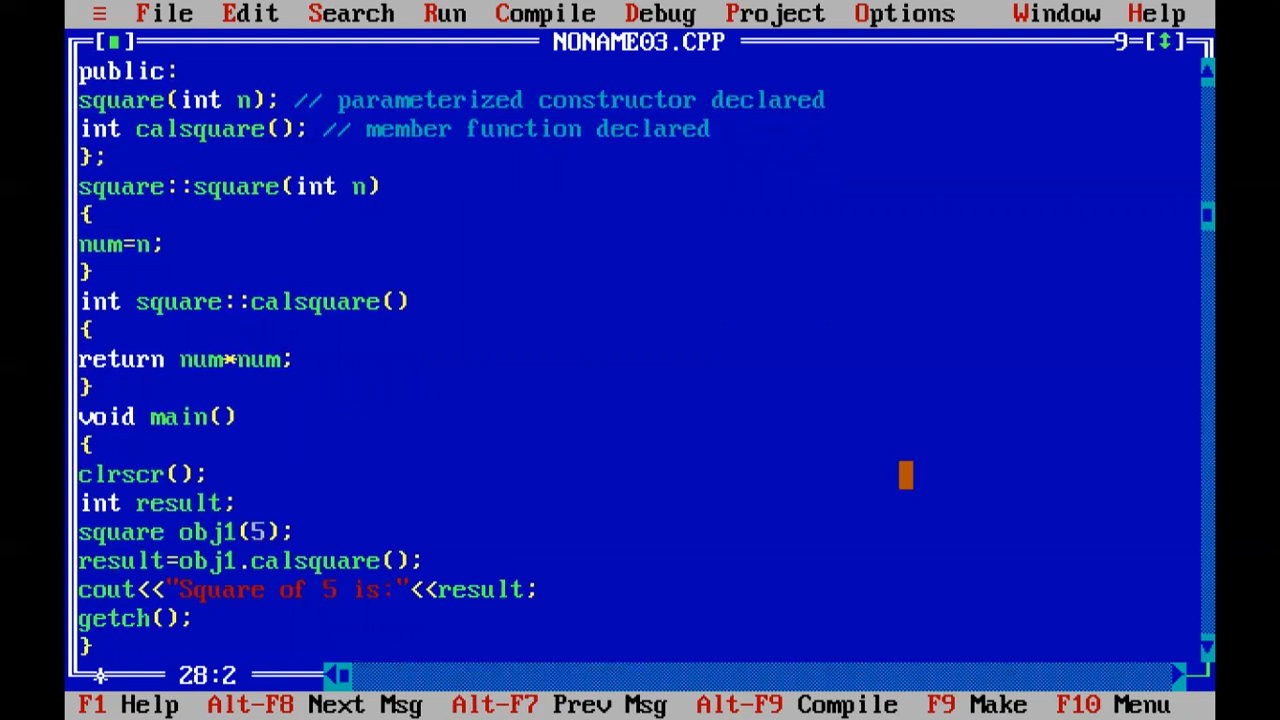 ≡ File Edit Search Run Compile Debug Project Options Window Help
[■] NONAME03.CPP 9=[↕]
public:
square(int n); // parameterized constructor declared
int calsquare(); // member function declared
};
square::square(int n)
{
num=n;
}
int square::calsquare()
{
return num*num;
}
void main()
{
clrscr();
int result;
square obj1(5);
result=obj1.calsquare();
cout<<"Square of 5 is:"<<result;
getch();
}
28:2
F1 Help Alt-F8 Next Msg Alt-F7 Prev Msg Alt-F9 Compile F9 Make F10 Menu